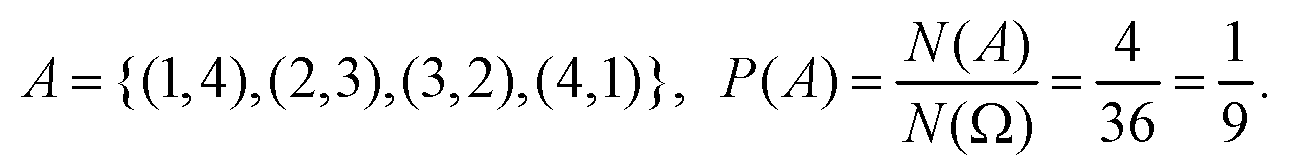 A = {(1,4),(2,3),(3,2),(4,1)}, P(A) = N(A)/N(Ω) = 4/36 = 1/9.